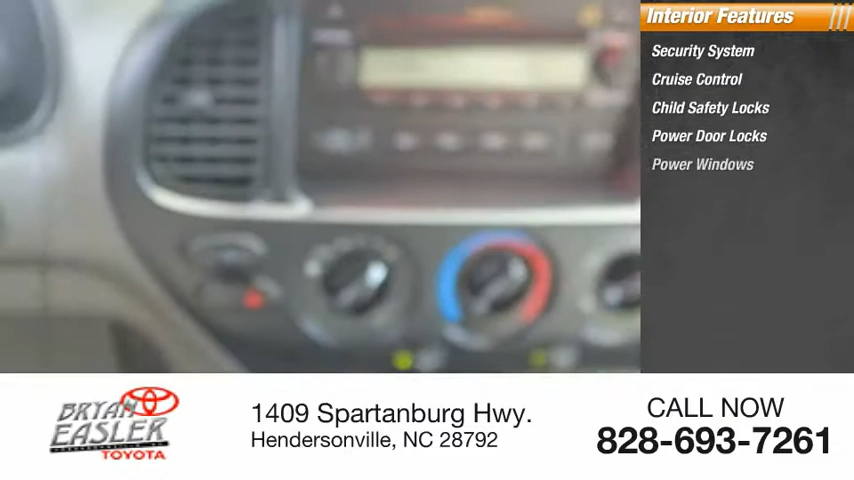 Interior Features
Security System
Cruise Control
Child Safety Locks
Power Door Locks
Power Windows
BRYAN
EASLER
TOYOTA
1409 Spartanburg Hwy.
Hendersonville, NC 28792
CALL NOW
828-693-7261